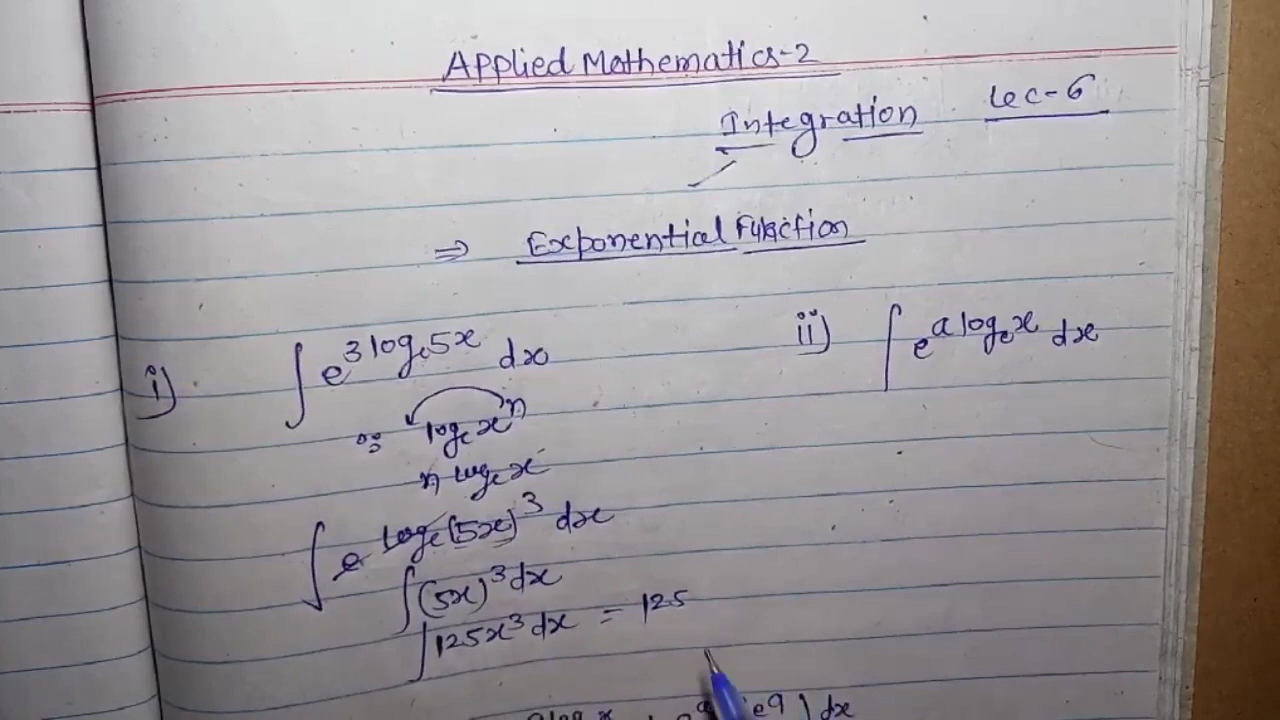 Applied Mathematics-2
Integration Lec-6
⇒ Exponential Function
i) ∫ e^{3 log_e 5x} dx
∵ log_e x^n
n log_e x
∫ e^{log_e (5x)^3} dx
∫ (5x)^3 dx
∫ 125x^3 dx = 125
ii) ∫ e^{a log_e x} dx
dx